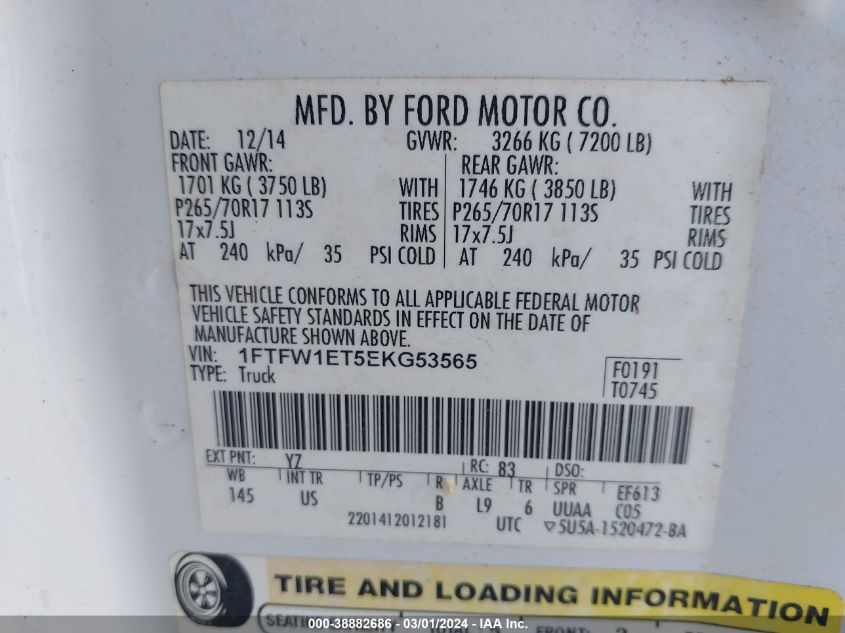 MFD. BY FORD MOTOR CO.
DATE: 12/14 GVWR: 3266 KG ( 7200 LB)
FRONT GAWR: REAR GAWR:
1701 KG ( 3750 LB) WITH 1746 KG ( 3850 LB) WITH
P265/70R17 113S TIRES P265/70R17 113S TIRES
17x7.5J RIMS 17x7.5J RIMS
AT 240 kPa/ 35 PSI COLD AT 240 kPa/ 35 PSI COLD
THIS VEHICLE CONFORMS TO ALL APPLICABLE FEDERAL MOTOR
VEHICLE SAFETY STANDARDS IN EFFECT ON THE DATE OF
MANUFACTURE SHOWN ABOVE.
VIN: 1FTFW1ET5EKG53565 F0191
TYPE: Truck T0745
EXT PNT: YZ RC: 83 DSO:
WB INT TR TP/PS R AXLE TR SPR EF613
145 US B L9 6 UUAA C05
2201412012181 UTC ▽5U5A-1520472-BA
TIRE AND LOADING INFORMATION
000-38882686 - 03/01/2024 - IAA Inc.